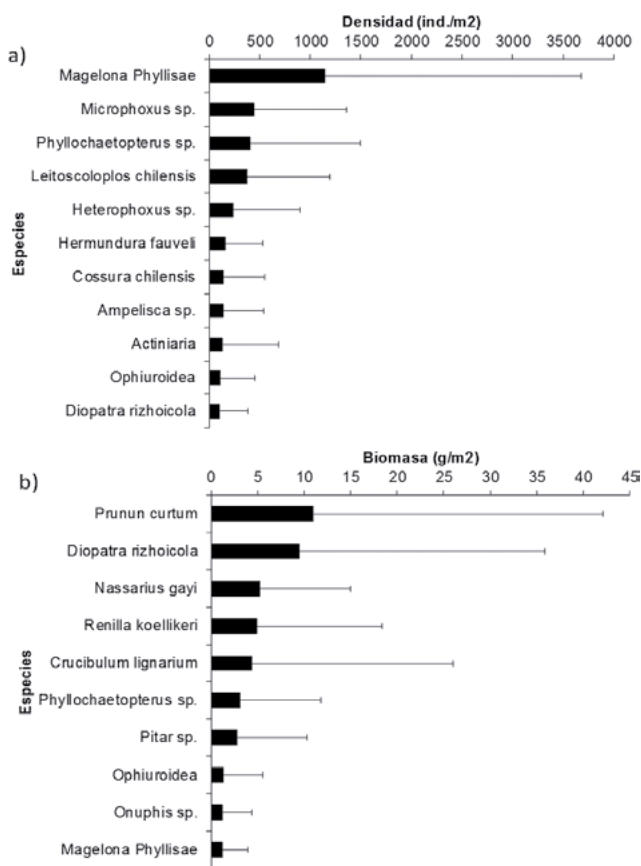 Densidad (ind./m2)
0 500 1000 1500 2000 2500 3000 3500 4000
a)
Magelona Phyllisae
Microphoxus sp.
Phyllochaetopterus sp.
Leitoscoloplos chilensis
Heterophoxus sp.
Hermundura fauveli
Cossura chilensis
Ampelisca sp.
Actiniaria
Ophiuroidea
Diopatra rizhoicola
Especies
Biomasa (g/m2)
b)
0 5 10 15 20 25 30 35 40 45
Prunun curtum
Diopatra rizhoicola
Nassarius gayi
Renilla koellikeri
Crucibulum lignarium
Phyllochaetopterus sp.
Pitar sp.
Ophiuroidea
Onuphis sp.
Magelona Phyllisae
Especies